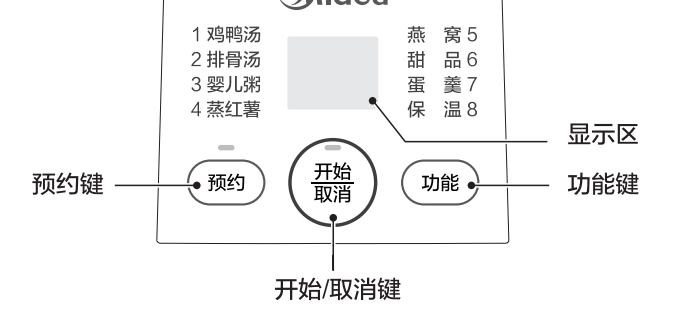 Midea
1 鸡鸭汤 燕 窝 5
2 排骨汤 甜 品 6
3 婴儿粥 蛋 羹 7
4 蒸红薯 保 温 8
显示区
预约键 预约 开始 取消 功能 功能键
开始/取消键